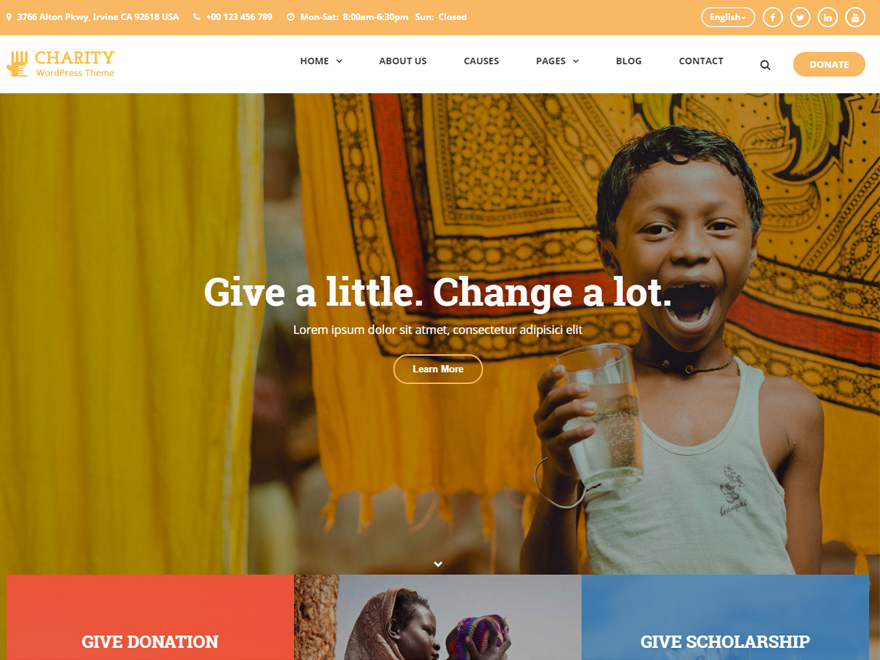 3766 Alton Pkwy, Irvine CA 92618 USA +00 123 456 789 Mon-Sat: 8:00am-6:30pm Sun: Closed English
CHARITY
WordPress Theme
HOME ABOUT US CAUSES PAGES BLOG CONTACT DONATE
Give a little. Change a lot.
Lorem ipsum dolor sit atmet, consectetur adipisici elit
Learn More
GIVE DONATION GIVE SCHOLARSHIP